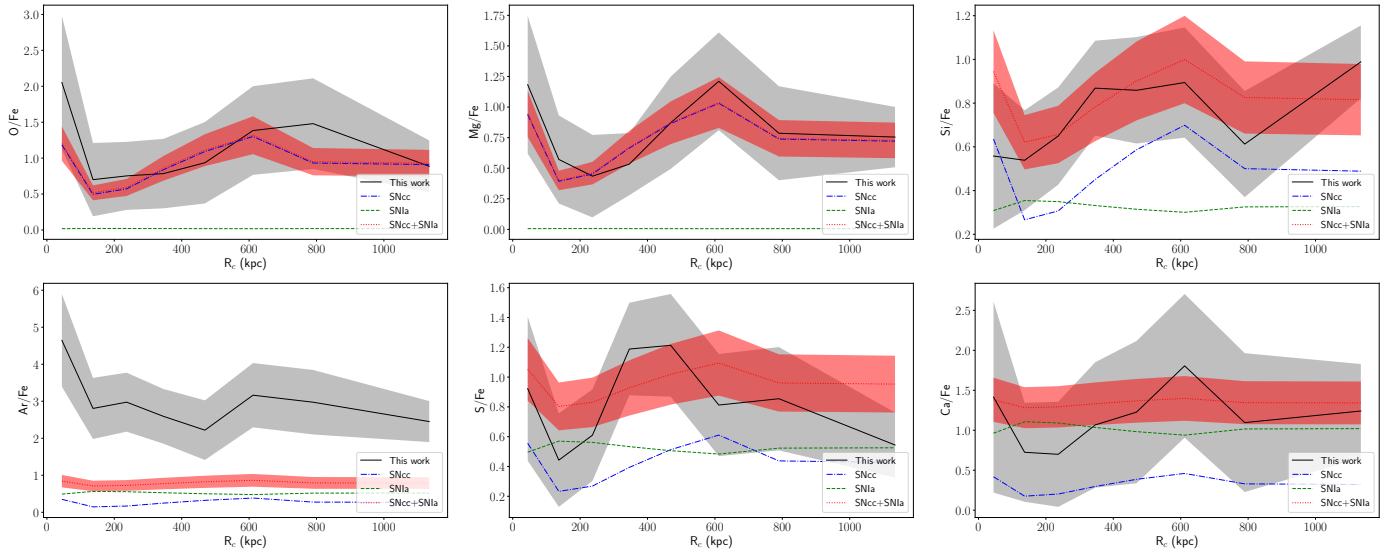 3.0
2.5
2.0
1.5
1.0
0.5
0.0
O/Fe
0 200 400 600 800 1000
R_c (kpc)
This work
SNcc
SNIa
SNcc+SNIa
1.75
1.50
1.25
1.00
0.75
0.50
0.25
0.00
Mg/Fe
0 200 400 600 800 1000
R_c (kpc)
This work
SNcc
SNIa
SNcc+SNIa
1.2
1.0
0.8
0.6
0.4
0.2
Si/Fe
0 200 400 600 800 1000
R_c (kpc)
This work
SNcc
SNIa
SNcc+SNIa
6
5
4
3
2
1
0
Ar/Fe
0 200 400 600 800 1000
R_c (kpc)
This work
SNcc
SNIa
SNcc+SNIa
1.6
1.4
1.2
1.0
0.8
0.6
0.4
0.2
S/Fe
0 200 400 600 800 1000
R_c (kpc)
This work
SNcc
SNIa
SNcc+SNIa
2.5
2.0
1.5
1.0
0.5
0.0
Ca/Fe
0 200 400 600 800 1000
R_c (kpc)
This work
SNcc
SNIa
SNcc+SNIa